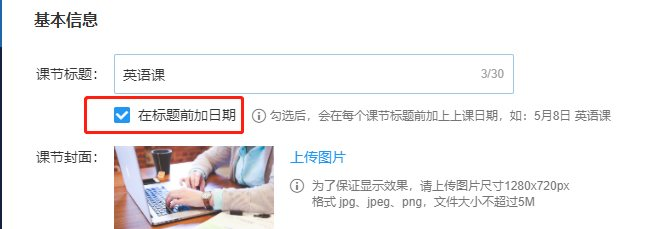 基本信息
课节标题： 英语课 3/30
在标题前加日期 勾选后，会在每个课节标题前加上上课日期，如：5月8日 英语课
课节封面： 上传图片
为了保证显示效果，请上传图片尺寸1280x720px
格式 jpg、jpeg、png，文件大小不超过5M